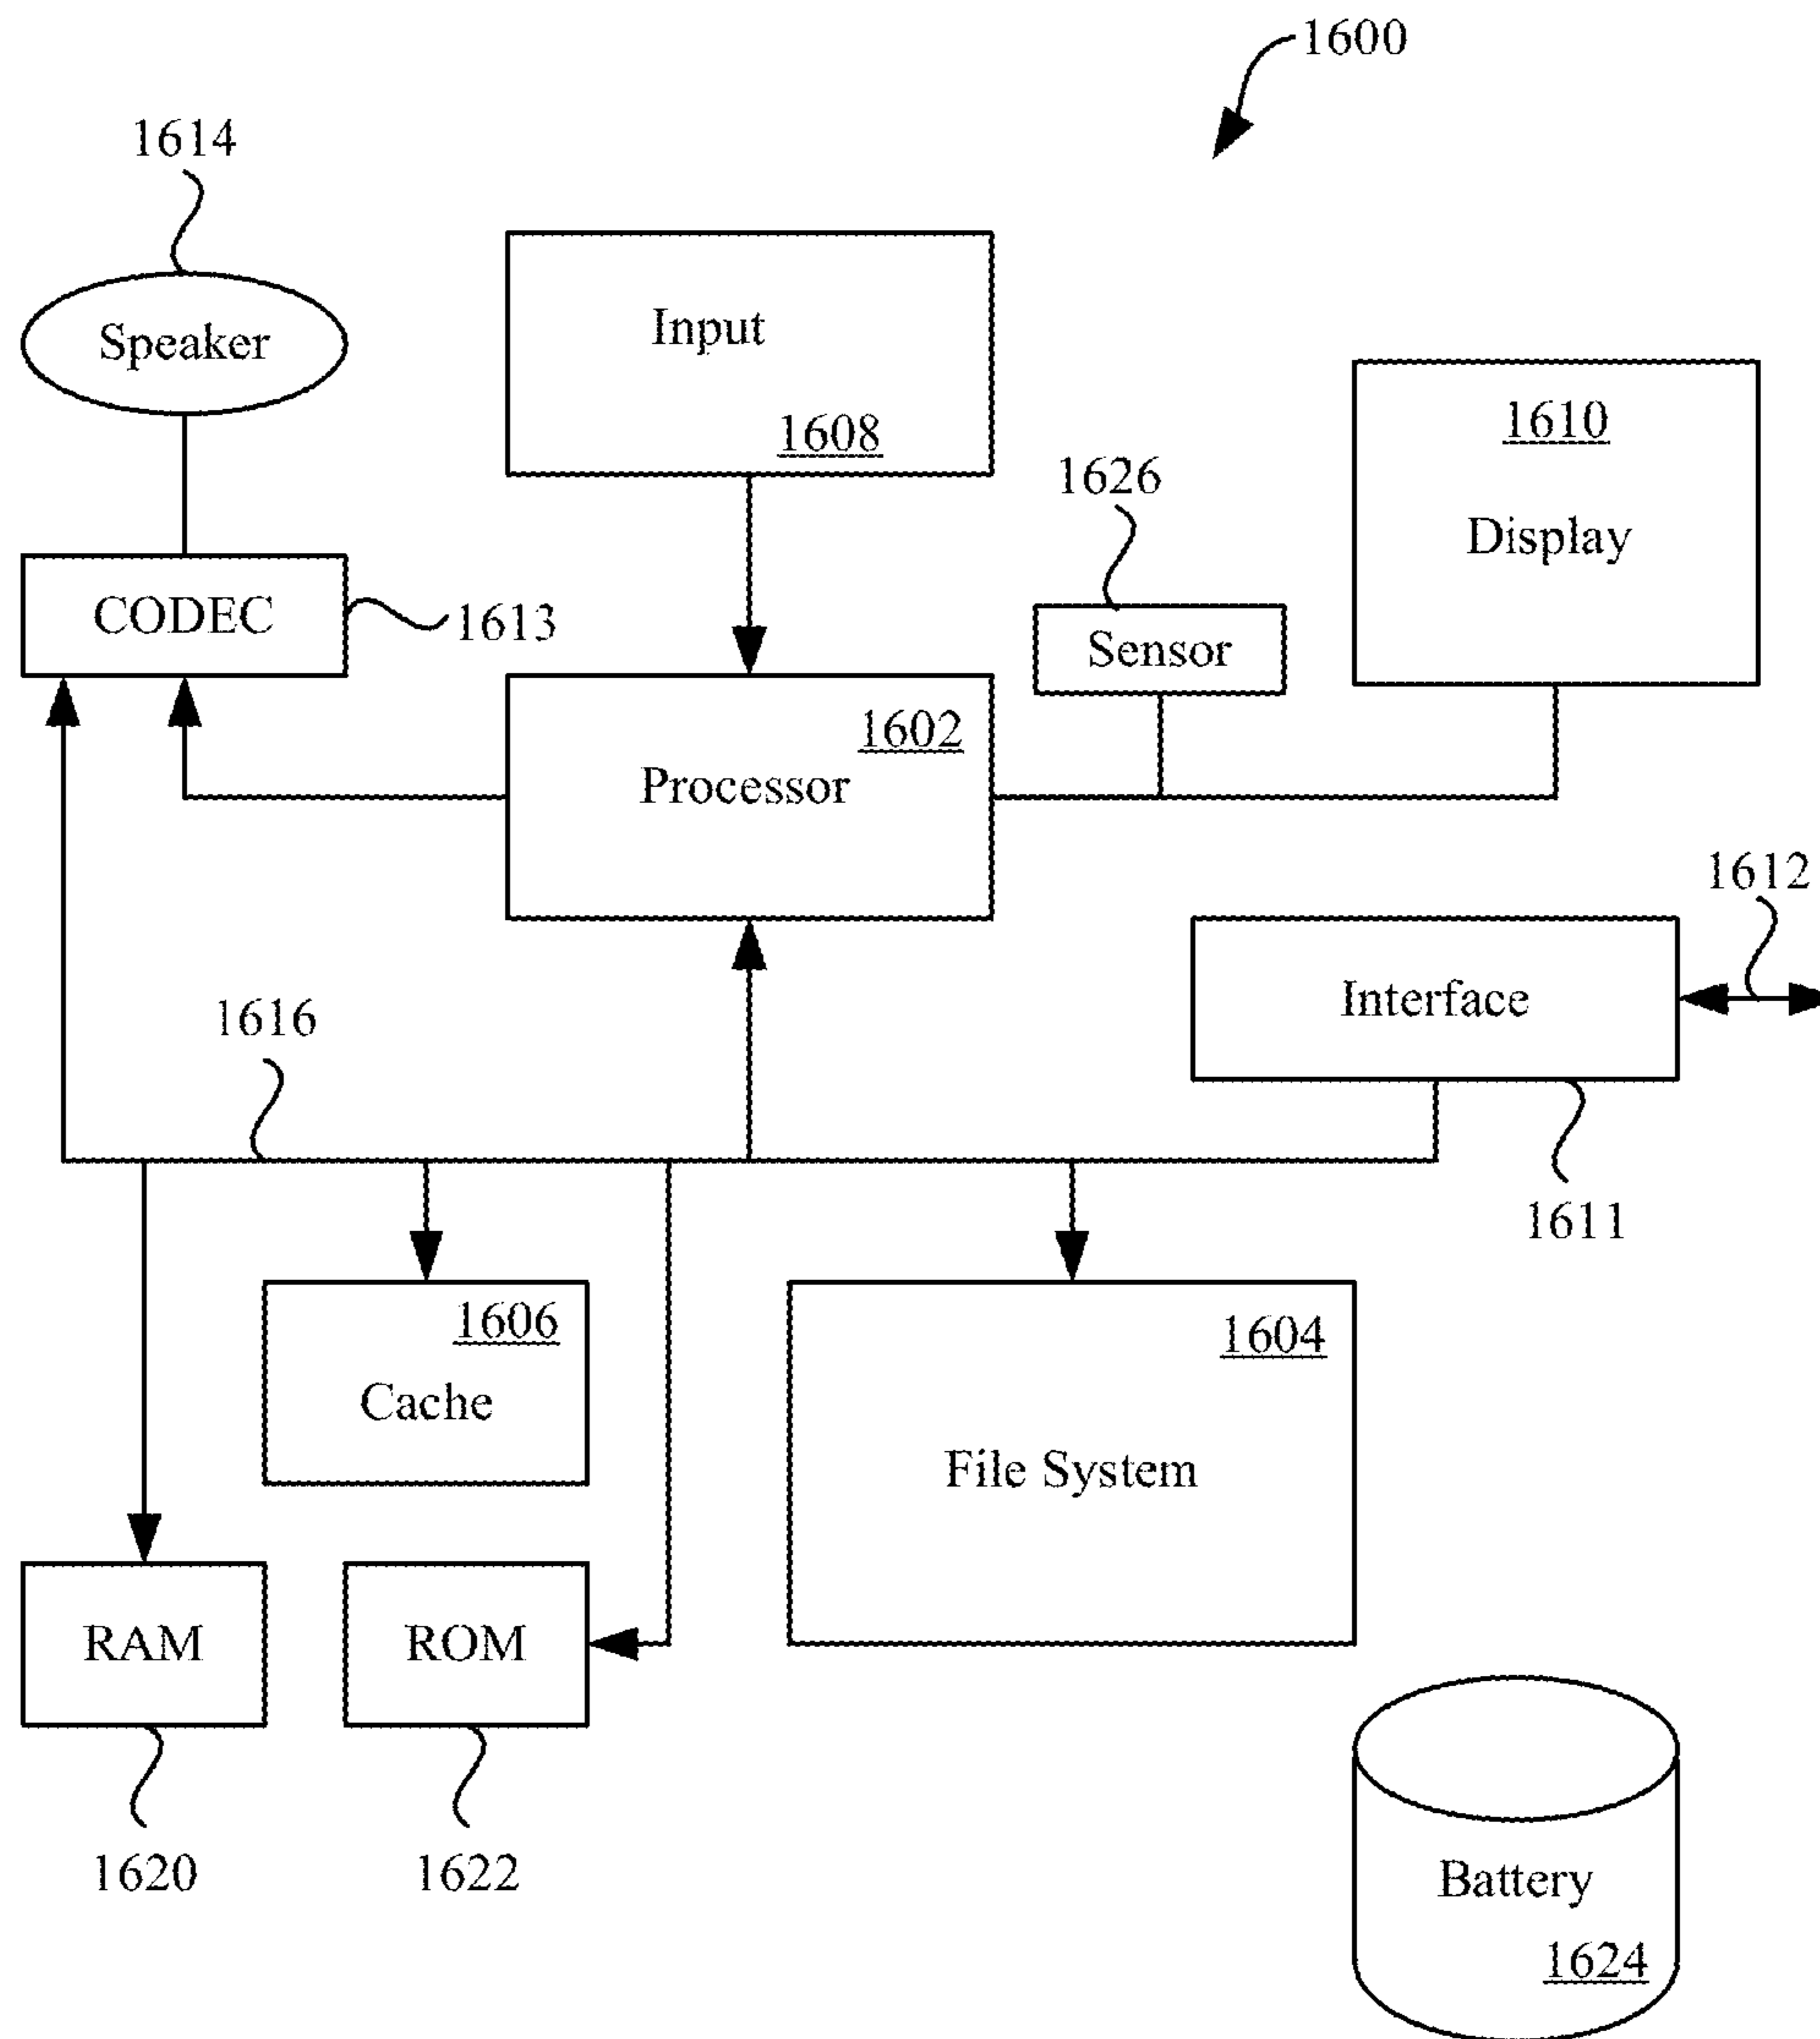 1600
1614
Speaker
Input
1608
1610
Display
1626
CODEC
1613
Sensor
1602
Processor
1612
Interface
1616
1611
1606
Cache
1604
File System
RAM
ROM
1620
1622
Battery
1624